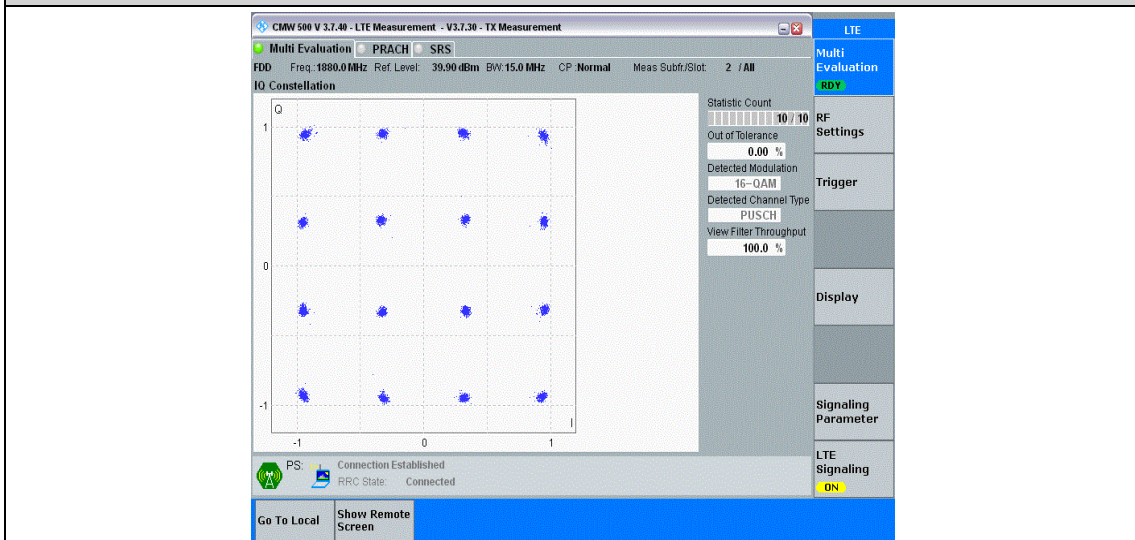 CMW 500 V 3.7.40 - LTE Measurement - V3.7.30 - TX Measurement
LTE
Multi Evaluation PRACH SRS
Multi
Evaluation
RDY
FDD Freq.:1880.0 MHz Ref. Level: 39.90 dBm BW:15.0 MHz CP :Normal Meas Subfr./Slot: 2 / All
IQ Constellation
Q
1
-1
0
-1
0
1
I
Statistic Count
10 / 10
Out of Tolerance
0.00 %
Detected Modulation
16-QAM
Detected Channel Type
PUSCH
View Filter Throughput
100.0 %
RF
Settings
Trigger
Display
Signaling
Parameter
LTE
Signaling
ON
PS: Connection Established
RRC State: Connected
Go To Local
Show Remote
Screen